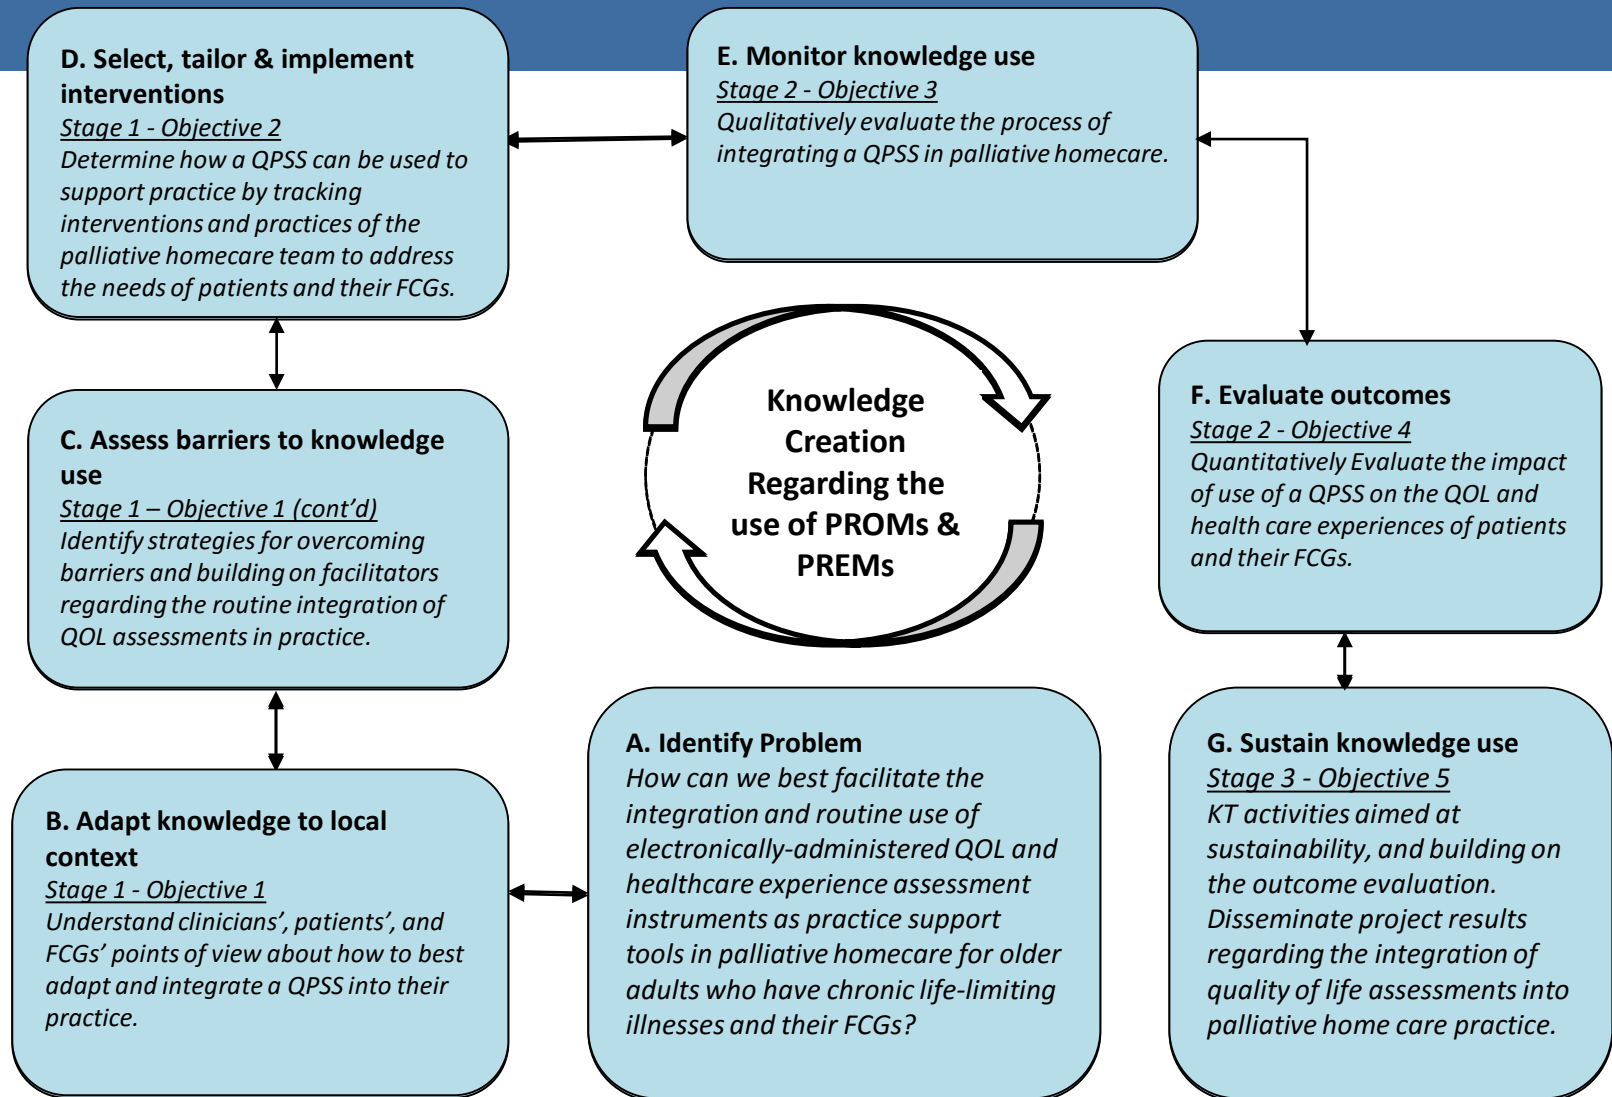 D. Select, tailor & implement
interventions
Stage 1 - Objective 2
Determine how a QPSS can be used to
support practice by tracking
interventions and practices of the
palliative homecare team to address
the needs of patients and their FCGs.
E. Monitor knowledge use
Stage 2 - Objective 3
Qualitatively evaluate the process of
integrating a QPSS in palliative homecare.
C. Assess barriers to knowledge
use
Stage 1 – Objective 1 (cont’d)
Identify strategies for overcoming
barriers and building on facilitators
regarding the routine integration of
QOL assessments in practice.
Knowledge
Creation
Regarding the
use of PROMs &
PREMs
F. Evaluate outcomes
Stage 2 - Objective 4
Quantitatively Evaluate the impact
of use of a QPSS on the QOL and
health care experiences of patients
and their FCGs.
B. Adapt knowledge to local
context
Stage 1 - Objective 1
Understand clinicians’, patients’, and
FCGs’ points of view about how to best
adapt and integrate a QPSS into their
practice.
A. Identify Problem
How can we best facilitate the
integration and routine use of
electronically-administered QOL and
healthcare experience assessment
instruments as practice support
tools in palliative homecare for older
adults who have chronic life-limiting
illnesses and their FCGs?
G. Sustain knowledge use
Stage 3 - Objective 5
KT activities aimed at
sustainability, and building on
the outcome evaluation.
Disseminate project results
regarding the integration of
quality of life assessments into
palliative home care practice.